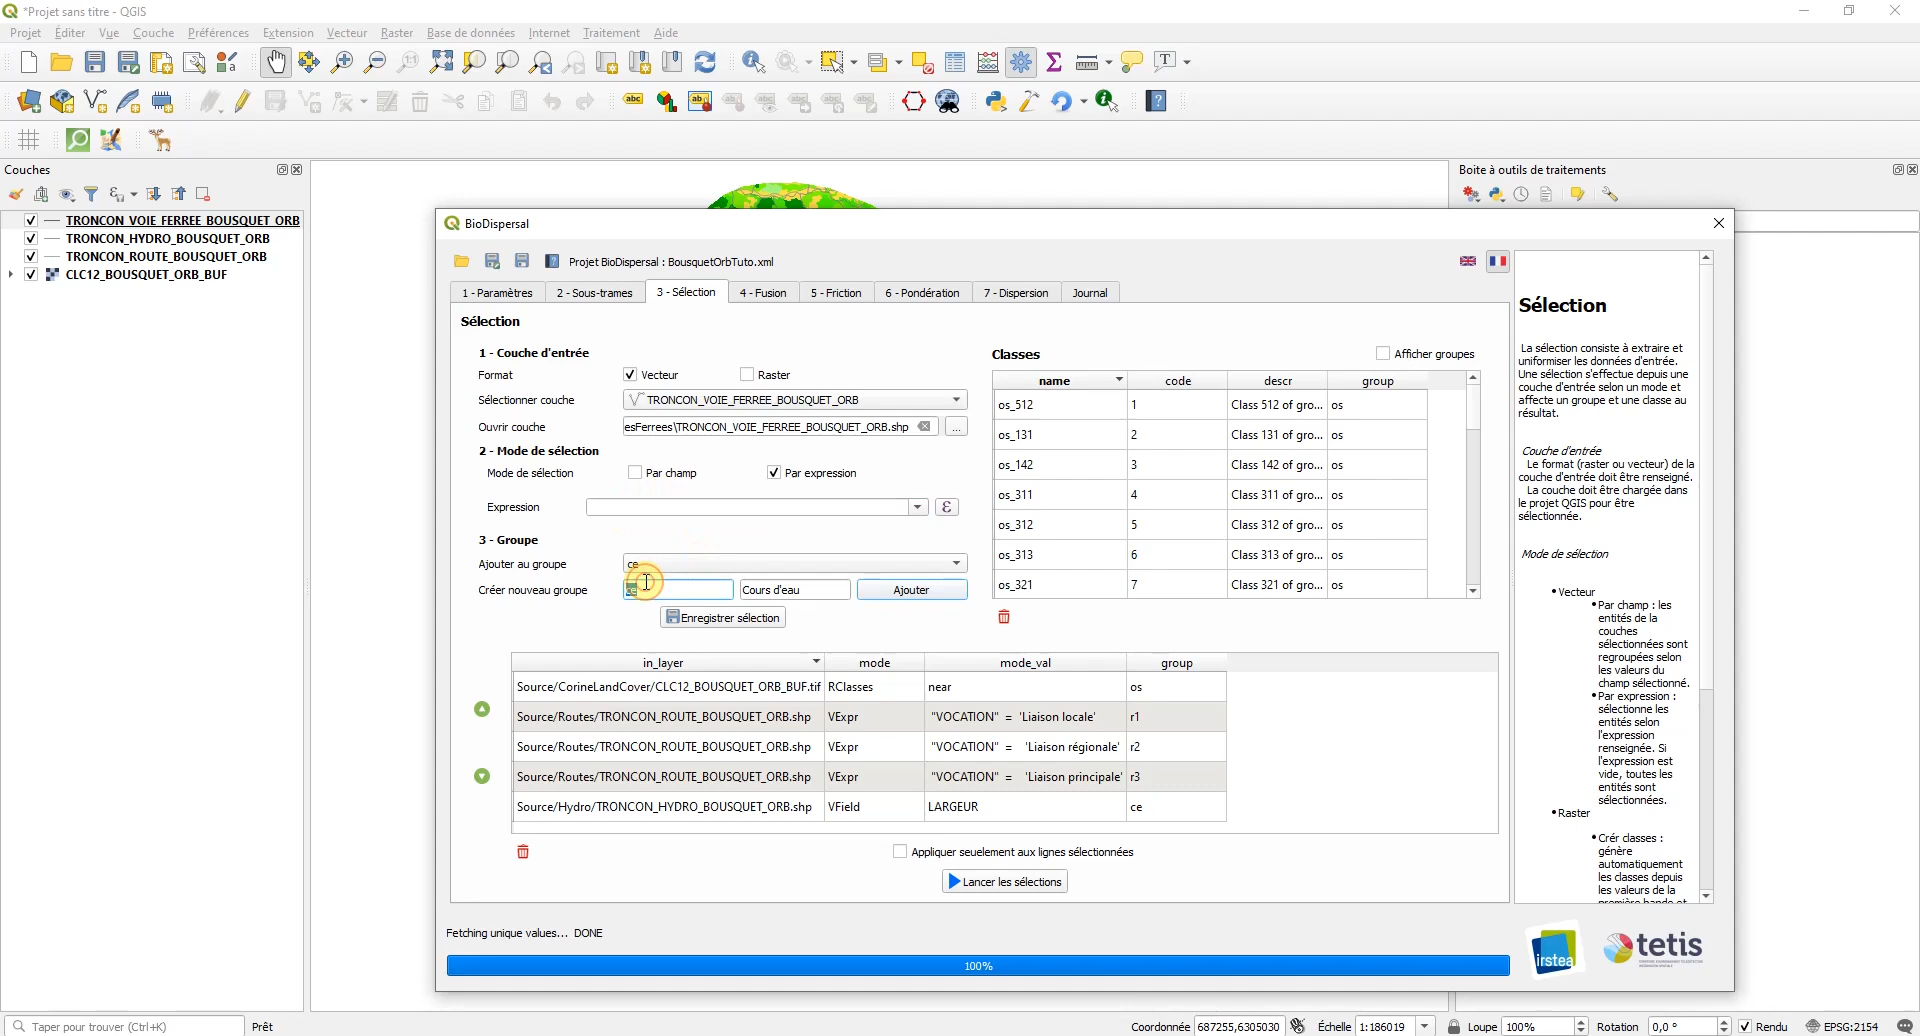 *Projet sans titre - QGIS
Projet Éditer Vue Couche Préférences Extension Vecteur Raster Base de données Internet Traitement Aide
Couches
TRONCON_VOIE_FERREE_BOUSQUET_ORB
TRONCON_HYDRO_BOUSQUET_ORB
TRONCON_ROUTE_BOUSQUET_ORB
CLC12_BOUSQUET_ORB_BUF
Boite à outils de traitements
BioDispersal
Projet BioDispersal : BousquetOrbTuto.xml
1 - Paramètres 2 - Sous-trames 3 - Sélection 4 - Fusion 5 - Friction 6 - Pondération 7 - Dispersion Journal
Sélection
1 - Couche d'entrée
Format Vecteur Raster
Sélectionner couche TRONCON_VOIE_FERREE_BOUSQUET_ORB
Ouvrir couche esFerrees\TRONCON_VOIE_FERREE_BOUSQUET_ORB.shp ...
2 - Mode de sélection
Mode de sélection Par champ Par expression
Expression ε
3 - Groupe
Ajouter au groupe ce
Créer nouveau groupe ce Cours d'eau Ajouter
Enregistrer sélection
Classes Afficher groupes
name code descr group
os_512 1 Class 512 of gro... os
os_131 2 Class 131 of gro... os
os_142 3 Class 142 of gro... os
os_311 4 Class 311 of gro... os
os_312 5 Class 312 of gro... os
os_313 6 Class 313 of gro... os
os_321 7 Class 321 of gro... os
in_layer mode mode_val group
Source/CorineLandCover/CLC12_BOUSQUET_ORB_BUF.tif RClasses near os
Source/Routes/TRONCON_ROUTE_BOUSQUET_ORB.shp VExpr "VOCATION" = 'Liaison locale' r1
Source/Routes/TRONCON_ROUTE_BOUSQUET_ORB.shp VExpr "VOCATION" = 'Liaison régionale' r2
Source/Routes/TRONCON_ROUTE_BOUSQUET_ORB.shp VExpr "VOCATION" = 'Liaison principale' r3
Source/Hydro/TRONCON_HYDRO_BOUSQUET_ORB.shp VField LARGEUR ce
Appliquer seuelement aux lignes sélectionnées
Lancer les sélections
Fetching unique values... DONE
100%
Sélection
La sélection consiste à extraire et
uniformiser les données d'entrée.
Une sélection s'effectue depuis une
couche d'entrée selon un mode et
affecte un groupe et une classe au
résultat.
Couche d'entrée
Le format (raster ou vecteur) de la
couche d'entrée doit être renseigné.
La couche doit être chargée dans
le projet QGIS pour être
sélectionnée.
Mode de sélection
• Vecteur
• Par champ : les
entités de la
couches
sélectionnées sont
regroupées selon
les valeurs du
champ sélectionné.
• Par expression :
sélectionne les
entités selon
l'expression
renseignée. Si
l'expression est
vide, toutes les
entités sont
sélectionnées.
• Raster
• Crér classes :
génère
automatiquement
les classes depuis
les valeurs de la
première bande et
irstea
tetis
Taper pour trouver (Ctrl+K) Prêt Coordonnée 687255,6305030 Échelle 1:186019 Loupe 100% Rotation 0,0 ° Rendu EPSG:2154